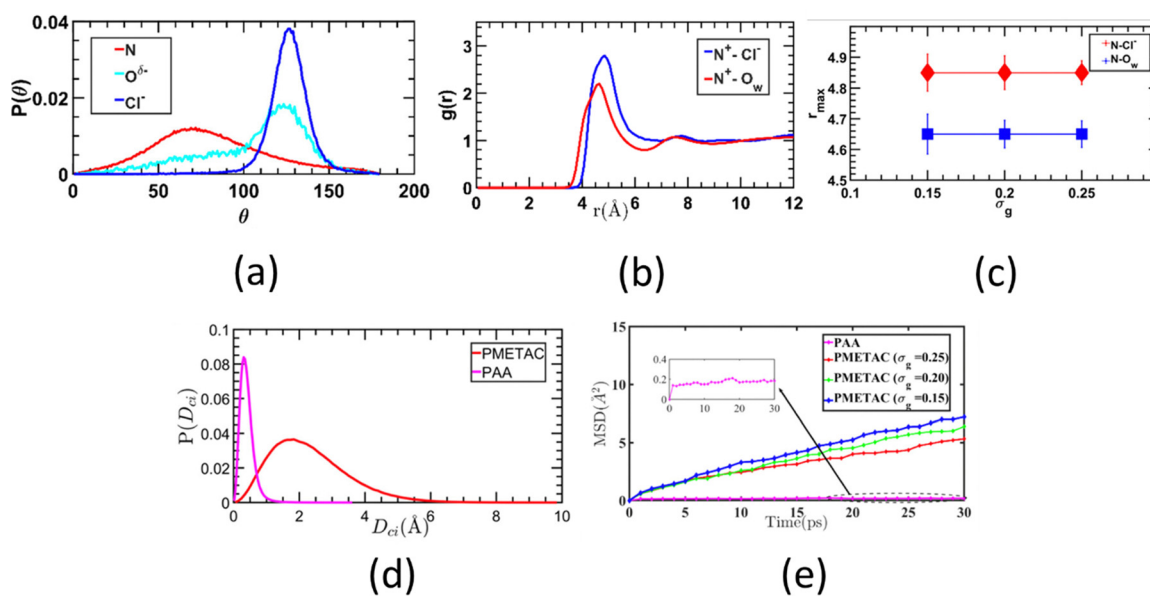 0.04
0.02
0
P(θ)
N
O^δ-
Cl^-
0 50 100 150 200
θ
(a)
3
2
1
0
g(r)
N^+- Cl^-
N^+- O_w
0 2 4 6 8 10 12
r(Å)
(b)
4.9
4.8
4.7
4.6
4.5
r_max
N-Cl^-
N-O_w
0.1 0.15 0.2 0.25
σ_g
(c)
0.1
0.08
0.06
0.04
0.02
0
P(D_ci)
PMETAC
PAA
0 2 4 6 8 10
D_ci(Å)
(d)
15
10
5
0
MSD(Å^2)
0.4
0.2
0
0 10 20 30
PAA
PMETAC (σ_g =0.25)
PMETAC (σ_g =0.20)
PMETAC (σ_g =0.15)
0 5 10 15 20 25 30
Time(ps)
(e)